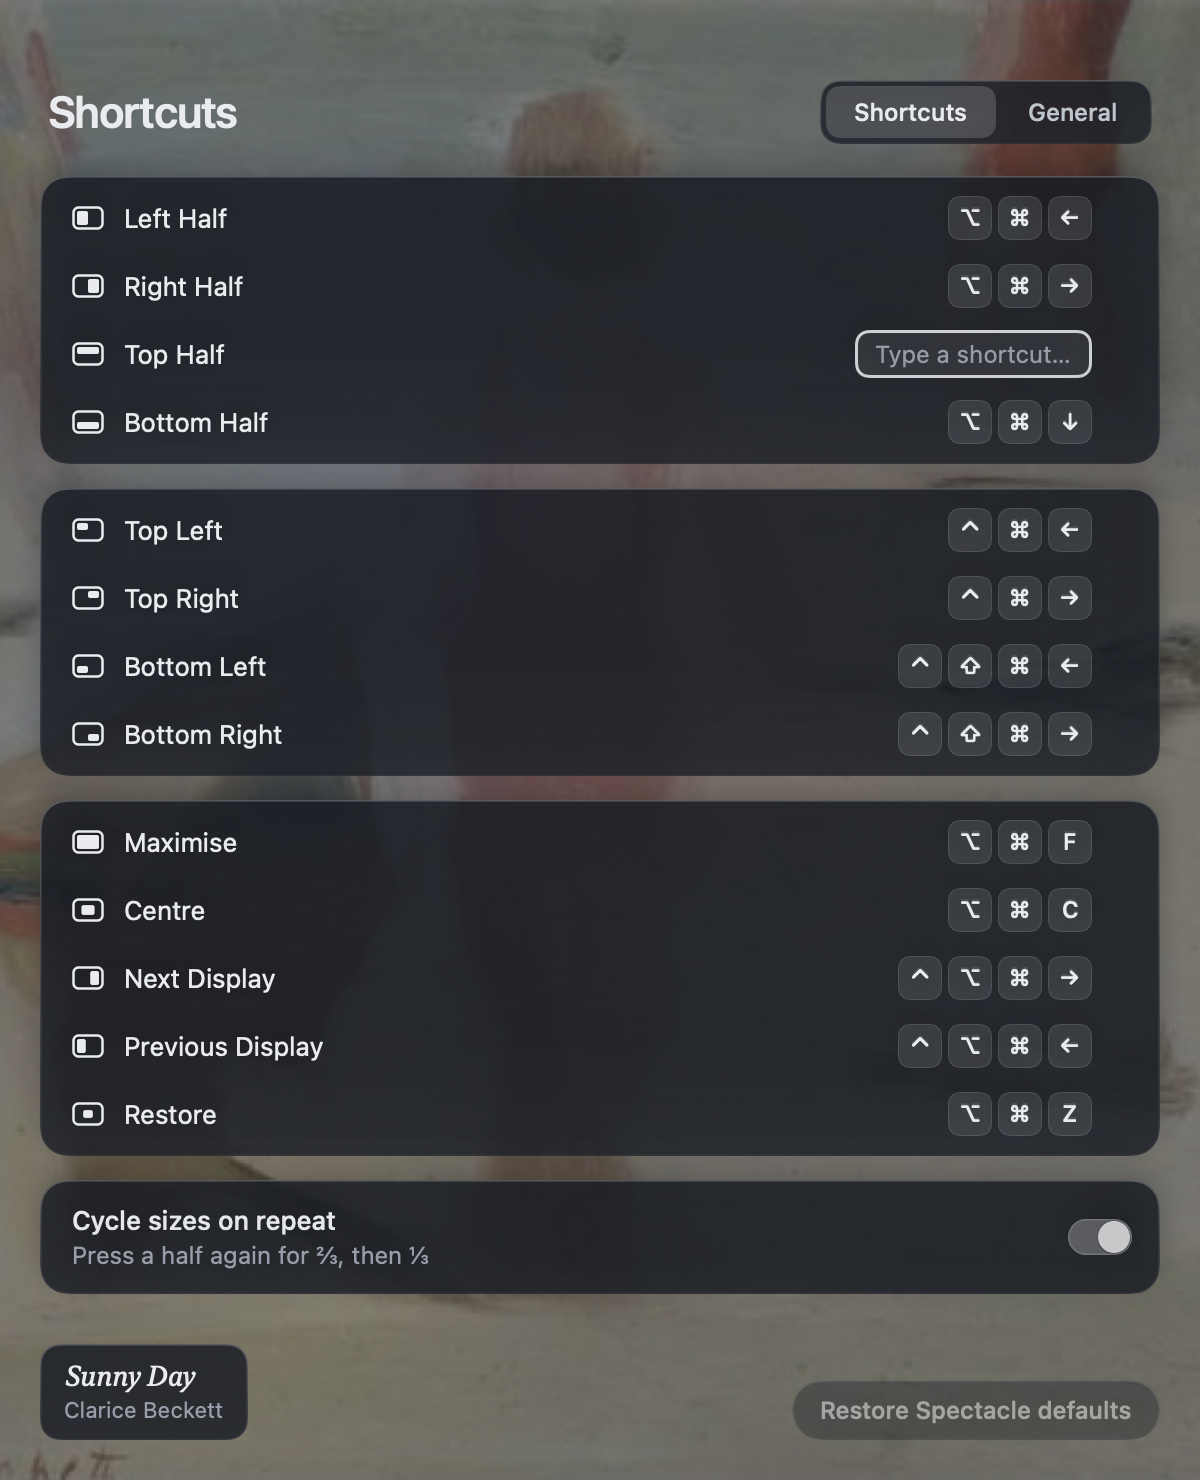 Shortcuts
Shortcuts General
Left Half ⌥ ⌘ ←
Right Half ⌥ ⌘ →
Top Half Type a shortcut...
Bottom Half ⌥ ⌘ ↓
Top Left ^ ⌘ ←
Top Right ^ ⌘ →
Bottom Left ^ ⇧ ⌘ ←
Bottom Right ^ ⇧ ⌘ →
Maximise ⌥ ⌘ F
Centre ⌥ ⌘ C
Next Display ^ ⌥ ⌘ →
Previous Display ^ ⌥ ⌘ ←
Restore ⌥ ⌘ Z
Cycle sizes on repeat
Press a half again for ⅔, then ⅓
Sunny Day
Clarice Beckett
Restore Spectacle defaults